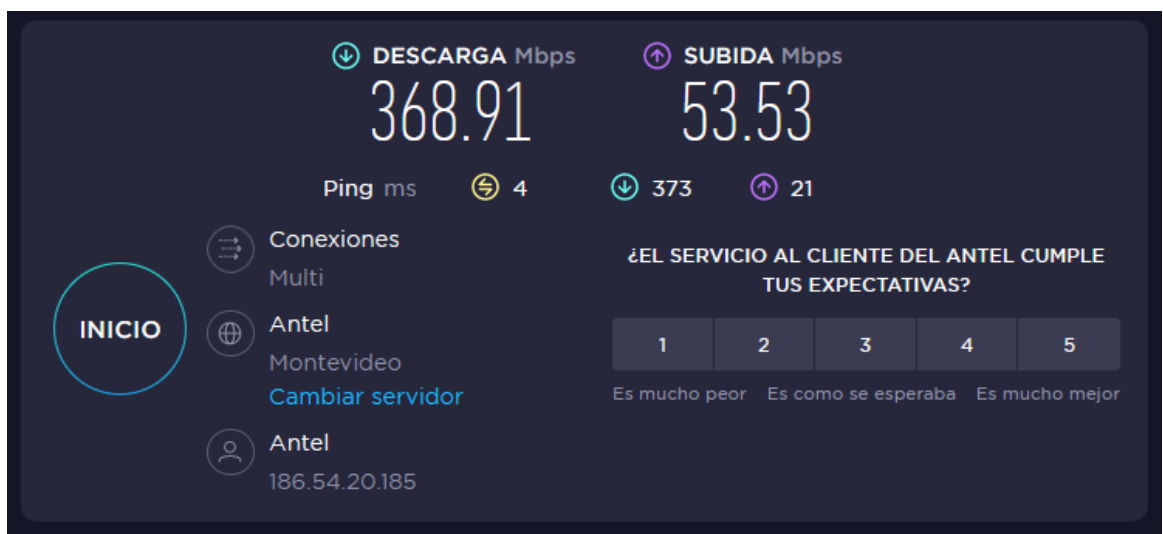 DESCARGA Mbps
368.91
SUBIDA Mbps
53.53
Ping ms 4 373 21
INICIO
Conexiones
Multi
Antel
Montevideo
Cambiar servidor
Antel
186.54.20.185
¿EL SERVICIO AL CLIENTE DEL ANTEL CUMPLE
TUS EXPECTATIVAS?
1 2 3 4 5
Es mucho peor Es como se esperaba Es mucho mejor